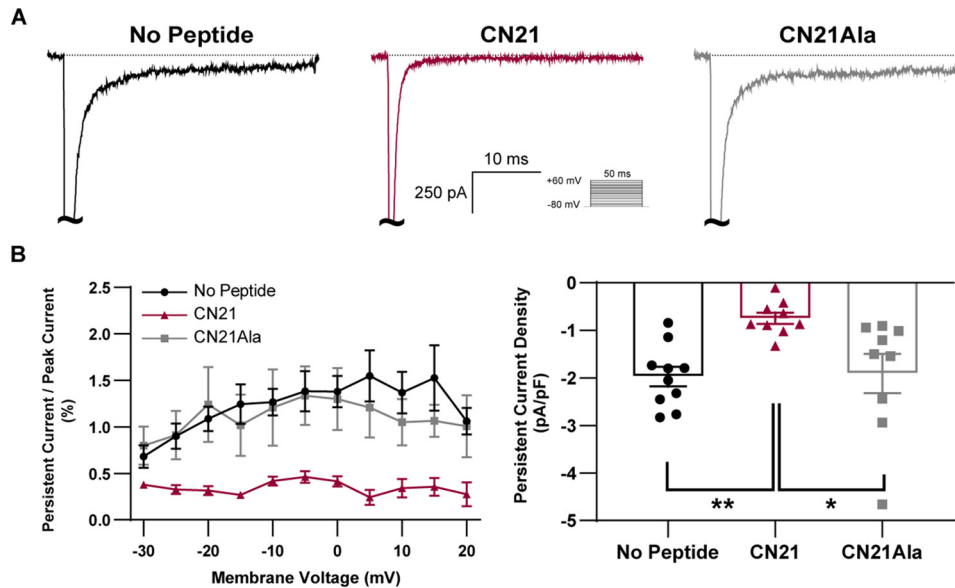 A
No Peptide
CN21
CN21Ala
10 ms
250 pA
50 ms
+60 mV
-80 mV
B
Persistent Current / Peak Current
(%)
2.5
2.0
1.5
1.0
0.5
0.0
No Peptide
CN21
CN21Ala
-30
-20
-10
0
10
20
Membrane Voltage (mV)
Persistent Current Density
(pA/pF)
0
-1
-2
-3
-4
-5
**
*
No Peptide
CN21
CN21Ala